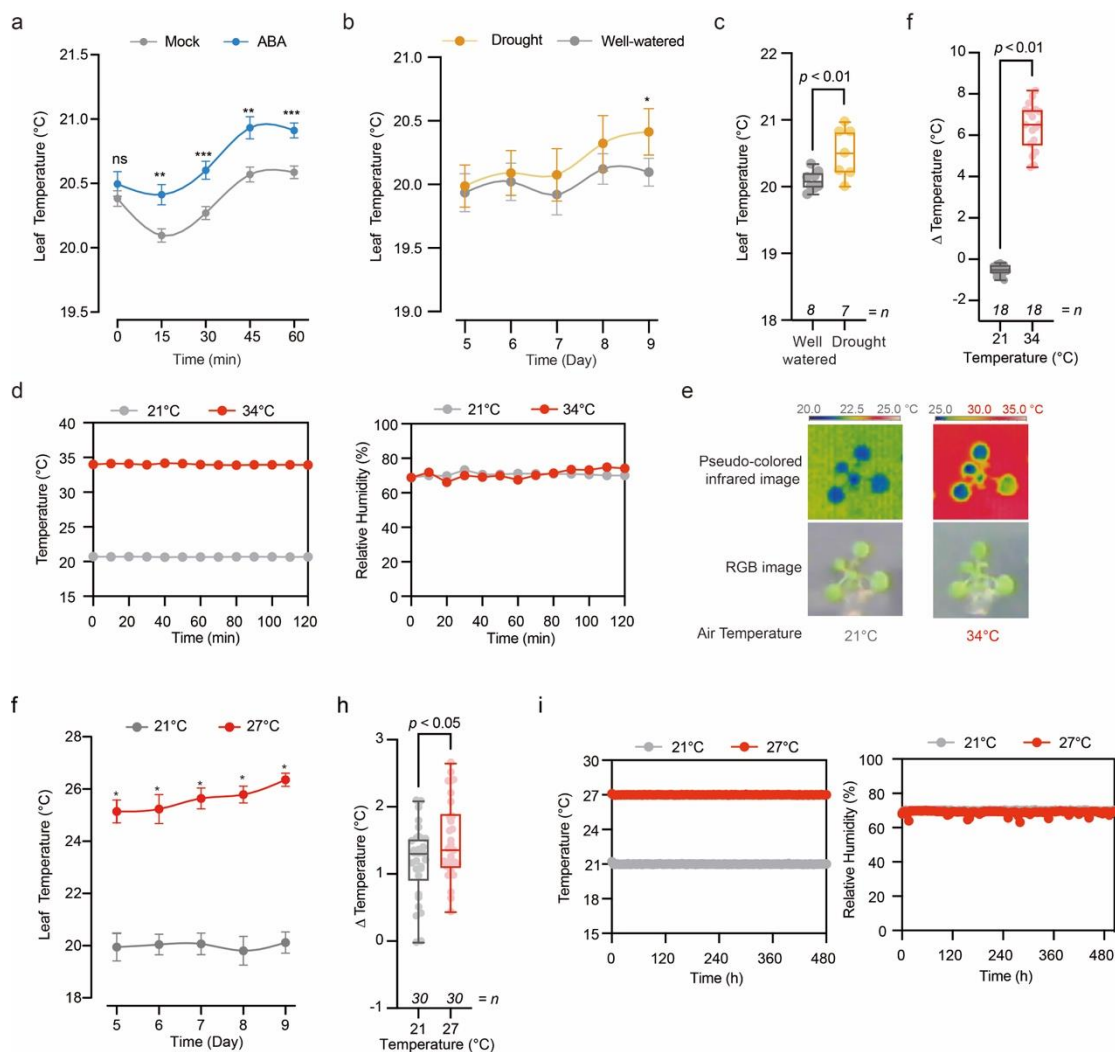 a
Mock ABA
21.5
21.0
20.5
20.0
19.5
Leaf Temperature (°C)
ns
**
***
**
***
0 15 30 45 60
Time (min)
b
Drought Well-watered
21.0
20.5
20.0
19.5
19.0
Leaf Temperature (°C)
*
5 6 7 8 9
Time (Day)
c
p < 0.01
22
21
20
19
18
Leaf Temperature (°C)
8 7 = n
Well watered
Drought
f
p < 0.01
10
8
6
4
2
0
-2
Δ Temperature (°C)
18 18 = n
21 34
Temperature (°C)
d
21°C 34°C
40
35
30
25
20
15
Temperature (°C)
0 20 40 60 80 100 120
Time (min)
21°C 34°C
100
80
60
40
20
0
Relative Humidity (%)
0 20 40 60 80 100 120
Time (min)
e
20.0 22.5 25.0 °C
25.0 30.0 35.0 °C
Pseudo-colored
infrared image
RGB image
Air Temperature 21°C 34°C
f
21°C 27°C
28
26
24
22
20
18
Leaf Temperature (°C)
* * * * *
5 6 7 8 9
Time (Day)
h
p < 0.05
3
2
1
0
-1
Δ Temperature (°C)
30 30 = n
21 27
Temperature (°C)
i
21°C 27°C
33
30
27
24
21
18
15
Temperature (°C)
0 120 240 360 480
Time (h)
21°C 27°C
100
80
60
40
20
0
Relative Humidity (%)
0 120 240 360 480
Time (h)